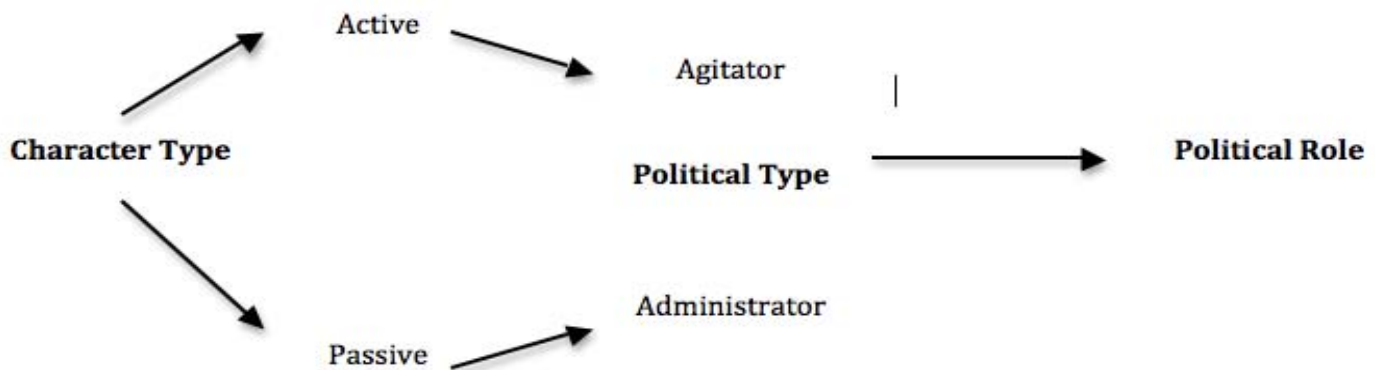 Active
Agitator
Character Type
Political Type
Political Role
Administrator
Passive